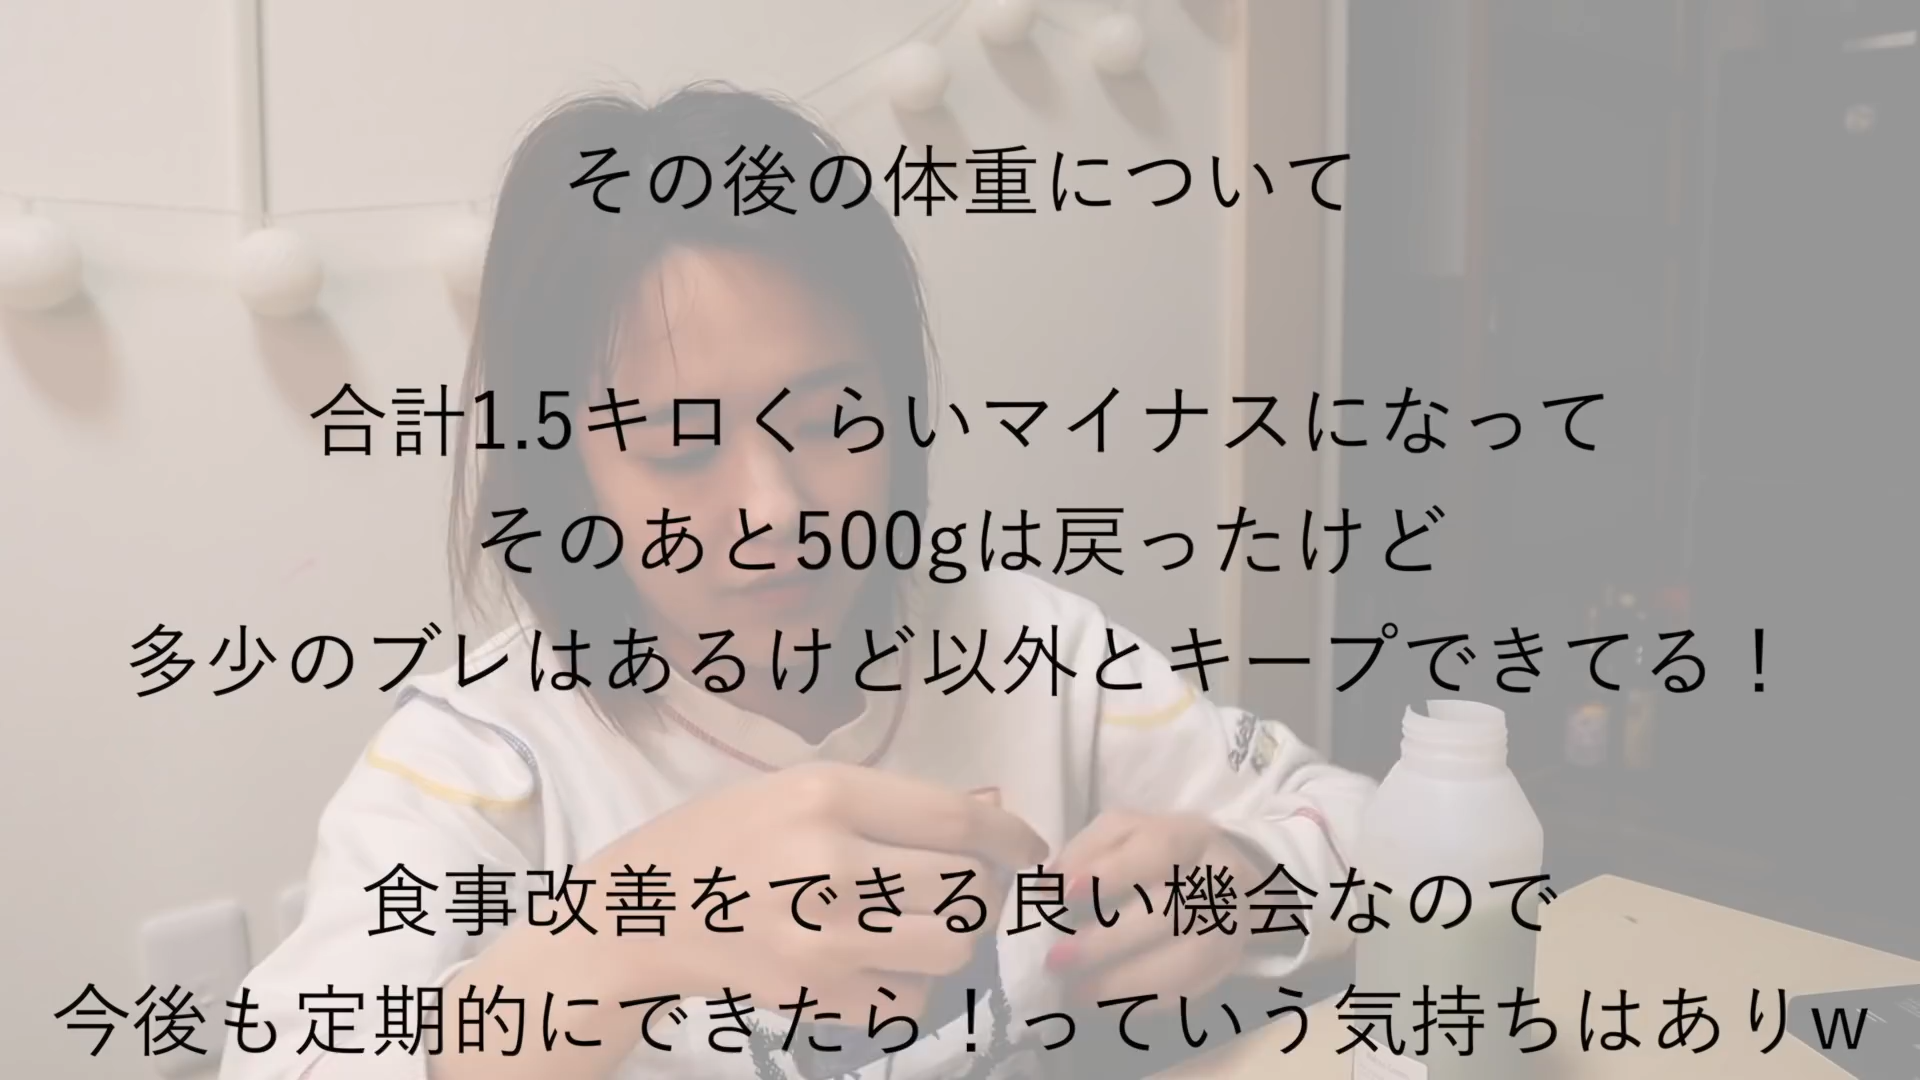 その後の体重について
合計1.5キロくらいマイナスになって
そのあと500gは戻ったけど
多少のブレはあるけど以外とキープできてる！
食事改善をできる良い機会なので
今後も定期的にできたら！っていう気持ちはありw